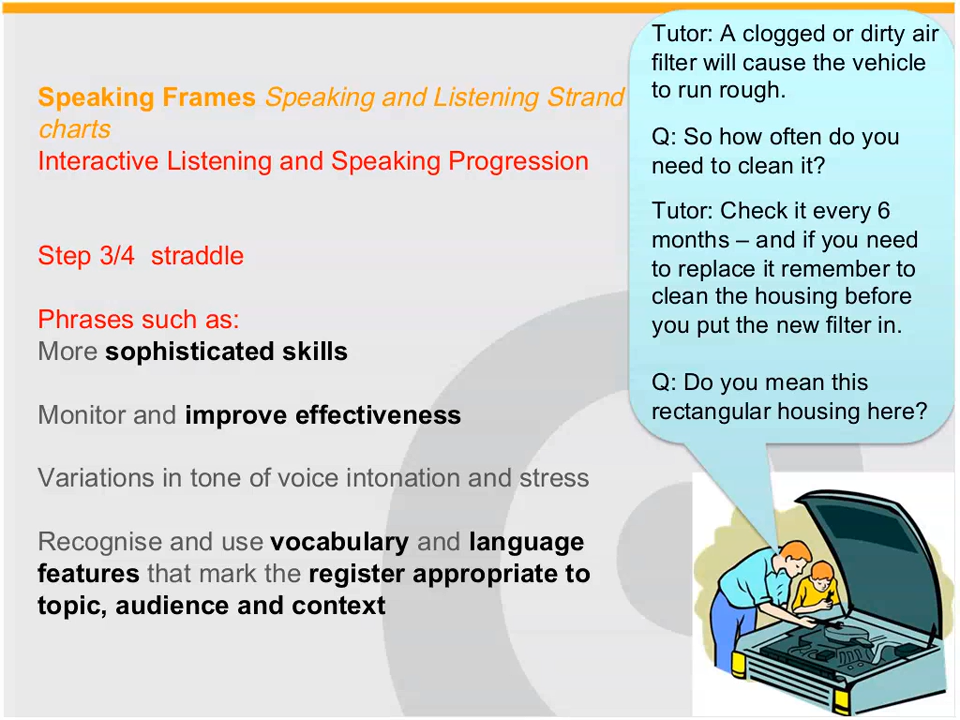 Speaking Frames Speaking and Listening Strand
charts
Interactive Listening and Speaking Progression
Step 3/4 straddle
Phrases such as:
More sophisticated skills
Monitor and improve effectiveness
Variations in tone of voice intonation and stress
Recognise and use vocabulary and language
features that mark the register appropriate to
topic, audience and context
Tutor: A clogged or dirty air
filter will cause the vehicle
to run rough.
Q: So how often do you
need to clean it?
Tutor: Check it every 6
months – and if you need
to replace it remember to
clean the housing before
you put the new filter in.
Q: Do you mean this
rectangular housing here?